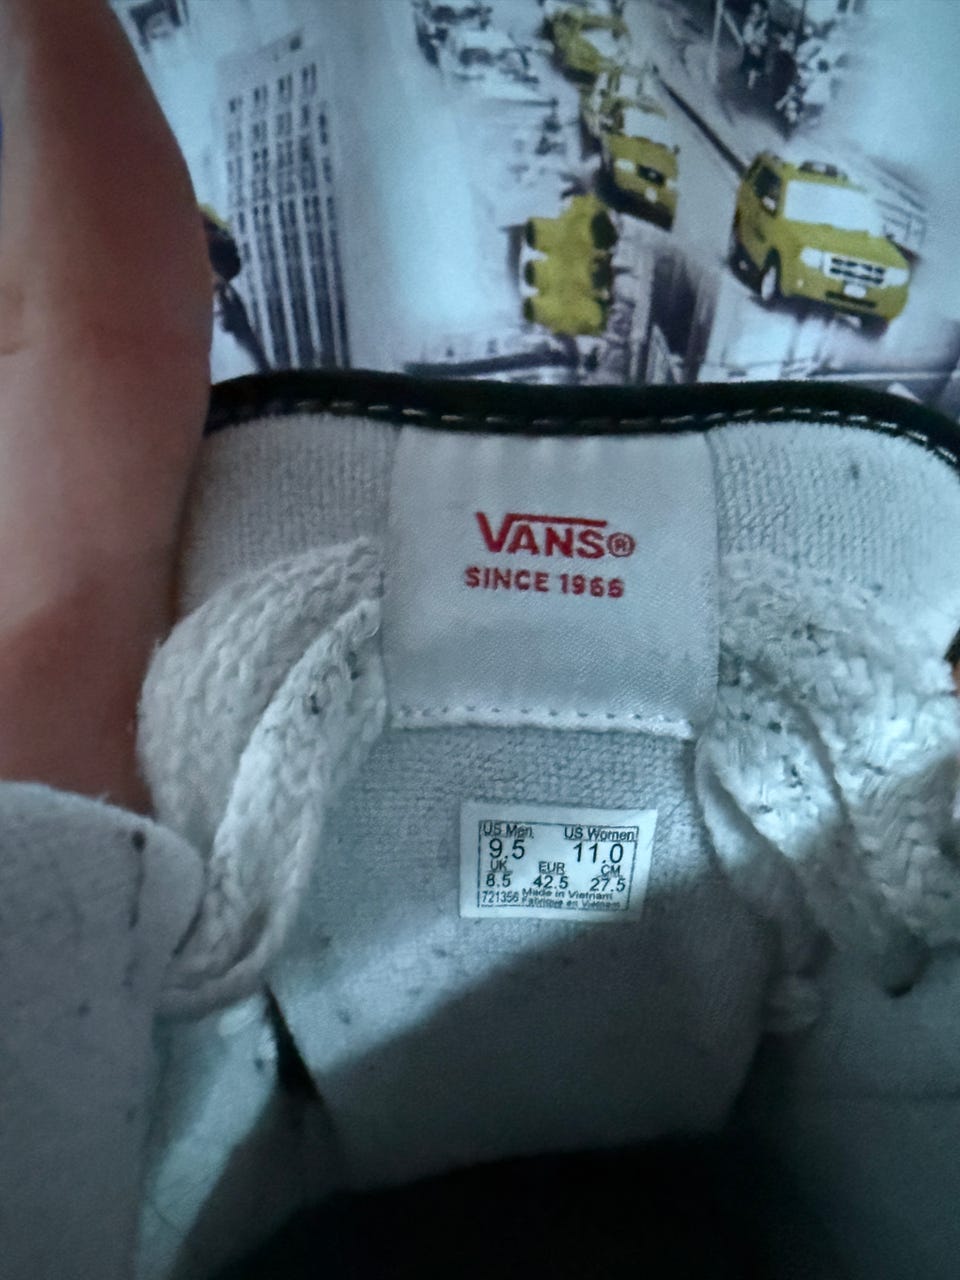 VANS®
SINCE 1966
US Men US Women
9.5 11.0
UK EUR CM
8.5 42.5 27.5
721356 Made in Vietnam
Fabriqué en Vietnam